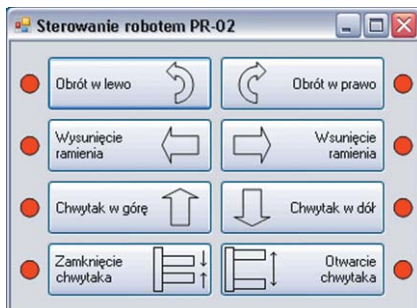 Sterowanie robotem PR-02
Obrót w lewo
Obrót w prawo
Wysunięcie
ramienia
Wsunięcie
ramienia
Chwytak w górę
Chwytak w dół
Zamknięcie
chwytaka
Otwarcie
chwytaka